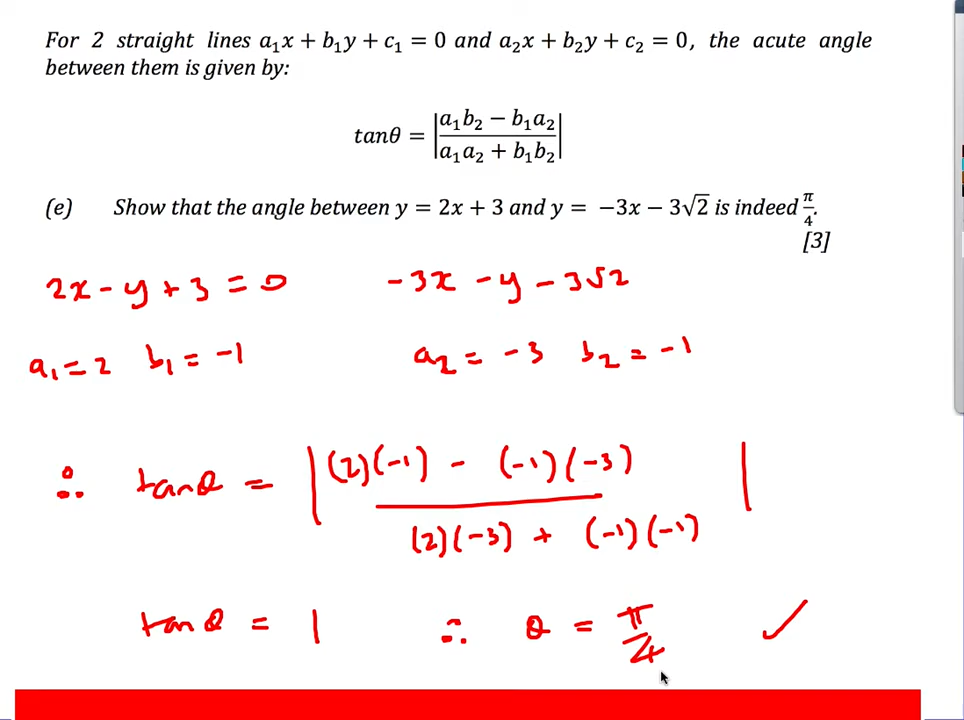 For 2 straight lines a₁x + b₁y + c₁ = 0 and a₂x + b₂y + c₂ = 0, the acute angle
between them is given by:
tanθ = |(a₁b₂ − b₁a₂)/(a₁a₂ + b₁b₂)|
(e) Show that the angle between y = 2x + 3 and y = −3x − 3√2 is indeed π/4.
[3]
2x - y + 3 = 0 -3x - y - 3√2
a₁ = 2 b₁ = -1 a₂ = -3 b₂ = -1
∴ tanθ = |((2)(-1) - (-1)(-3))/((2)(-3) + (-1)(-1))|
tanθ = 1 ∴ θ = π/4 ✓